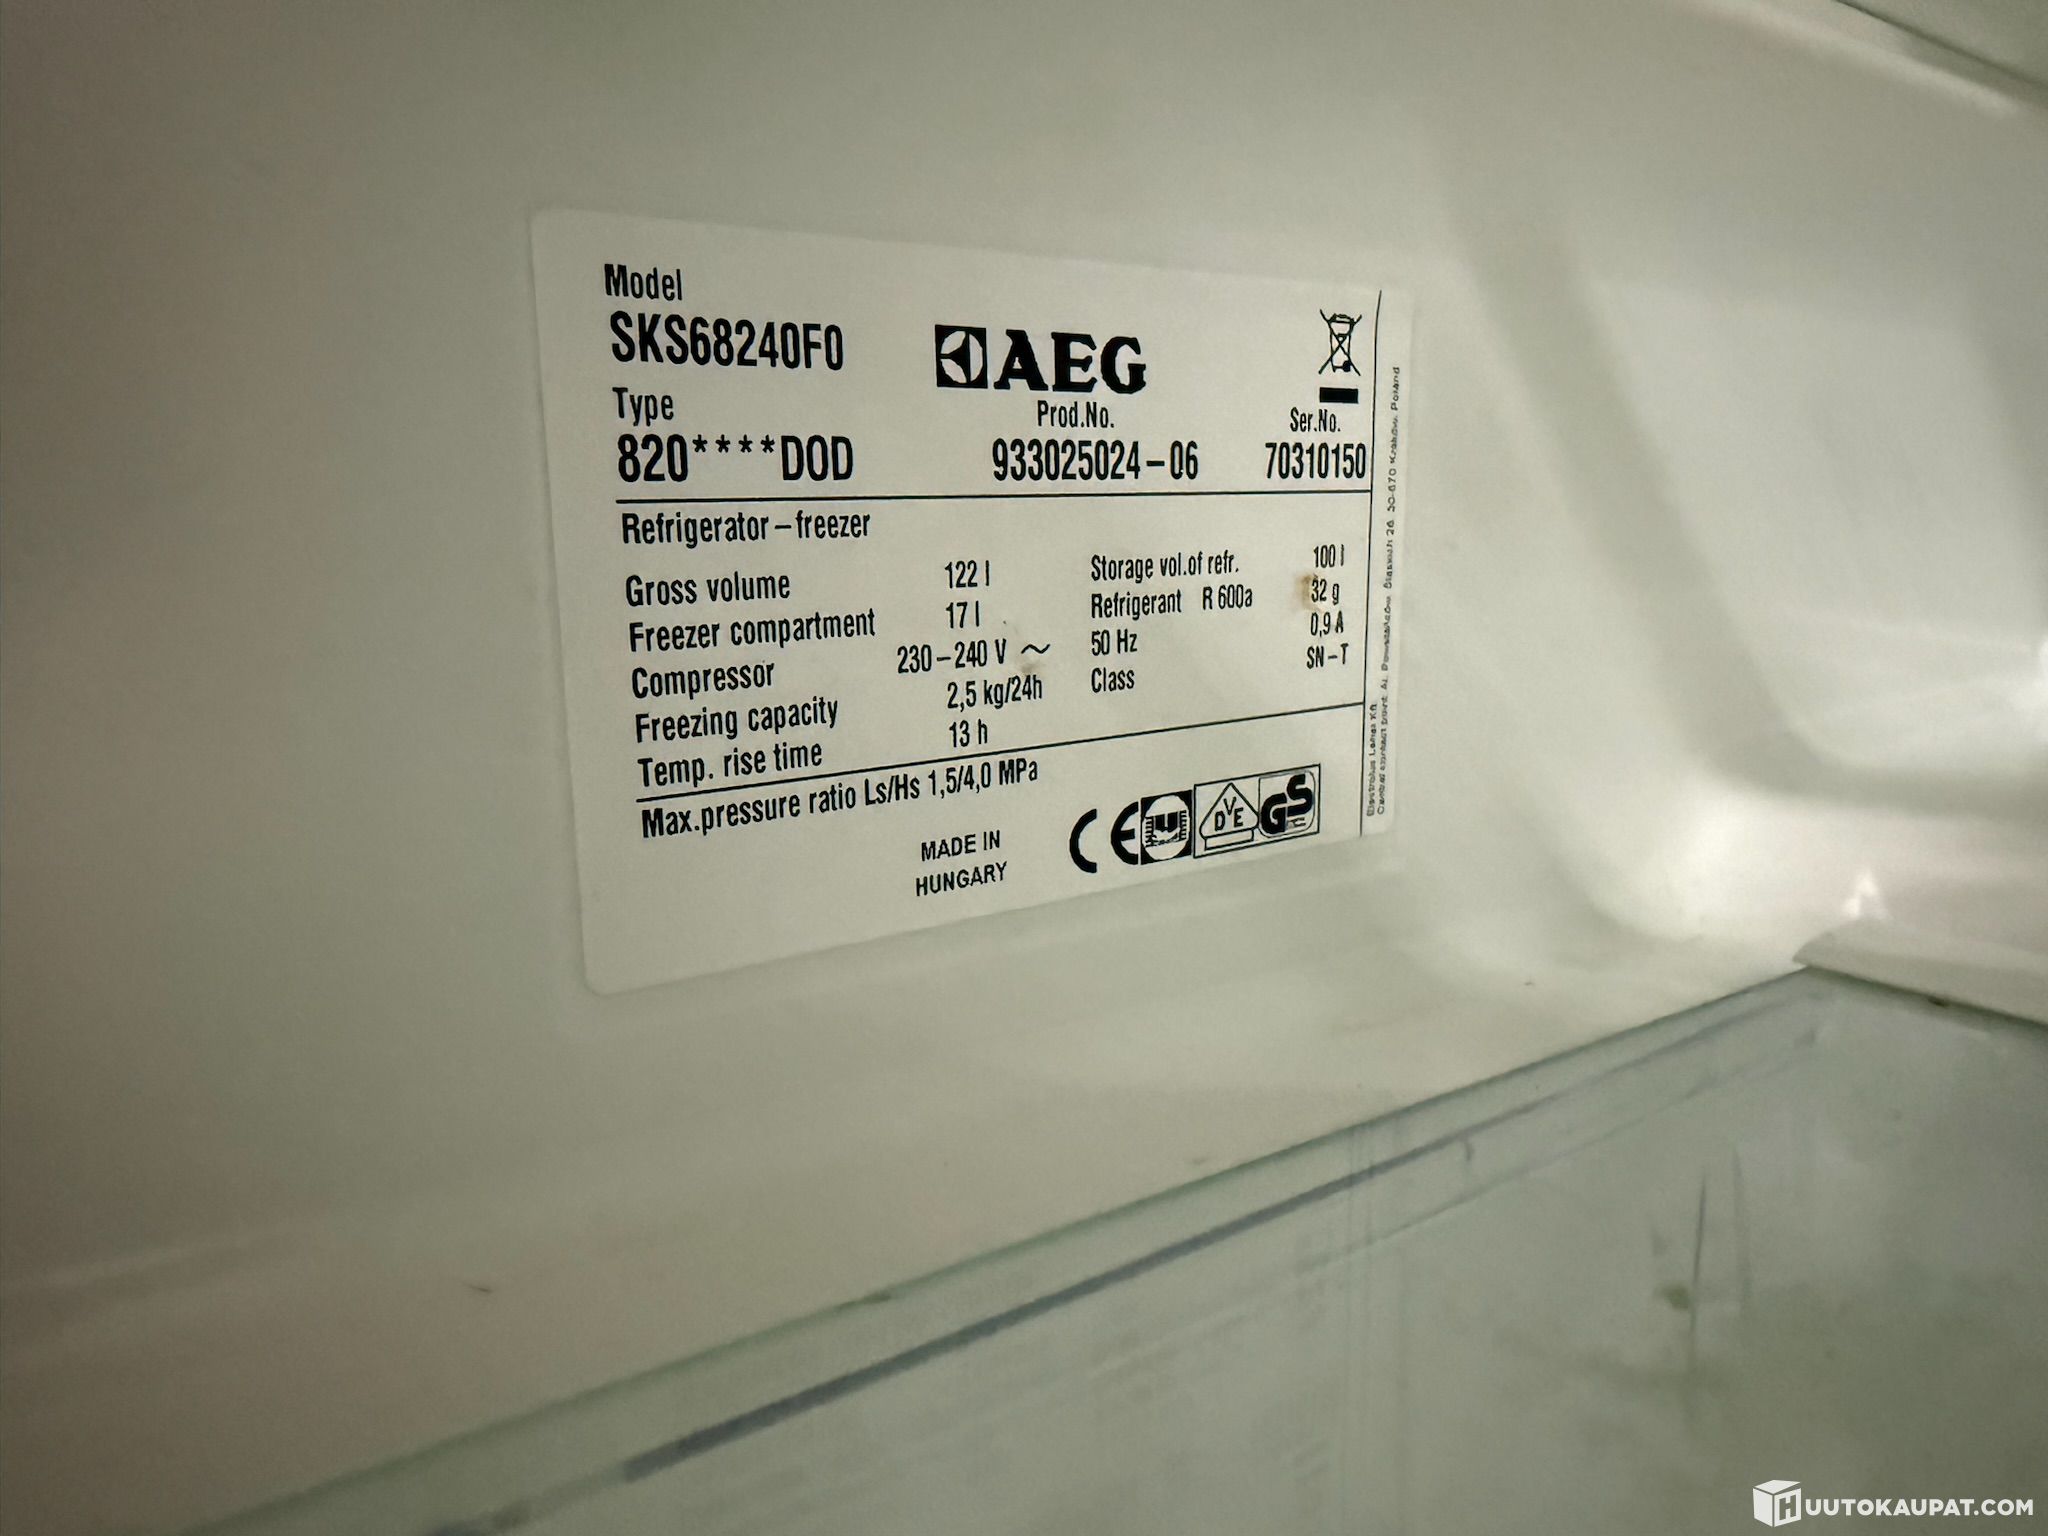 Model
SKS68240F0
AEG
Type
820****DOD
Prod.No.
933025024-06
Ser.No.
70310150
Refrigerator-freezer
Gross volume 122 l
Freezer compartment 17 l
Compressor 230-240 V ~
Freezing capacity 2,5 kg/24h
Temp. rise time 13 h
Storage vol.of refr. 100 l
Refrigerant R 600a 32 g
50 Hz 0,9 A
Class SN-T
Max.pressure ratio Ls/Hs 1,5/4,0 MPa
MADE IN
HUNGARY
CE
DVE
GS
HUUTOKAUPAT.COM